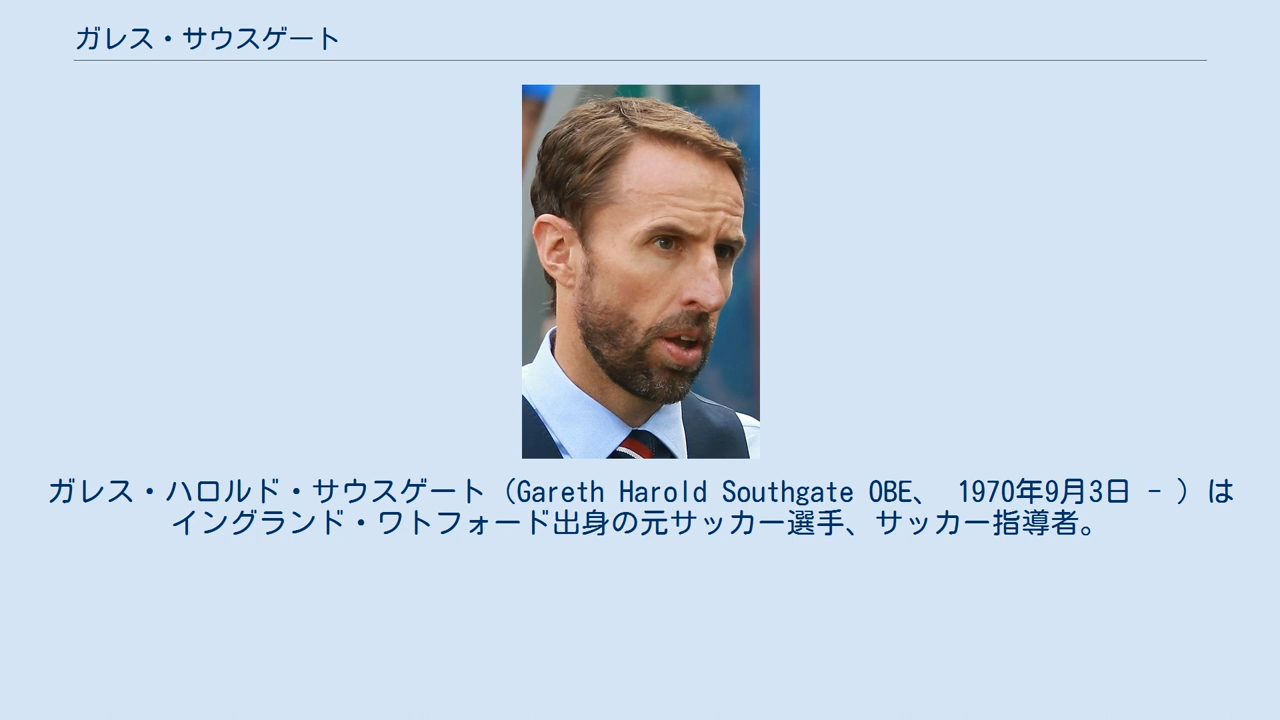 ガレス・サウスゲート
ガレス・ハロルド・サウスゲート（Gareth Harold Southgate OBE、 1970年9月3日 - ）は
イングランド・ワトフォード出身の元サッカー選手、サッカー指導者。